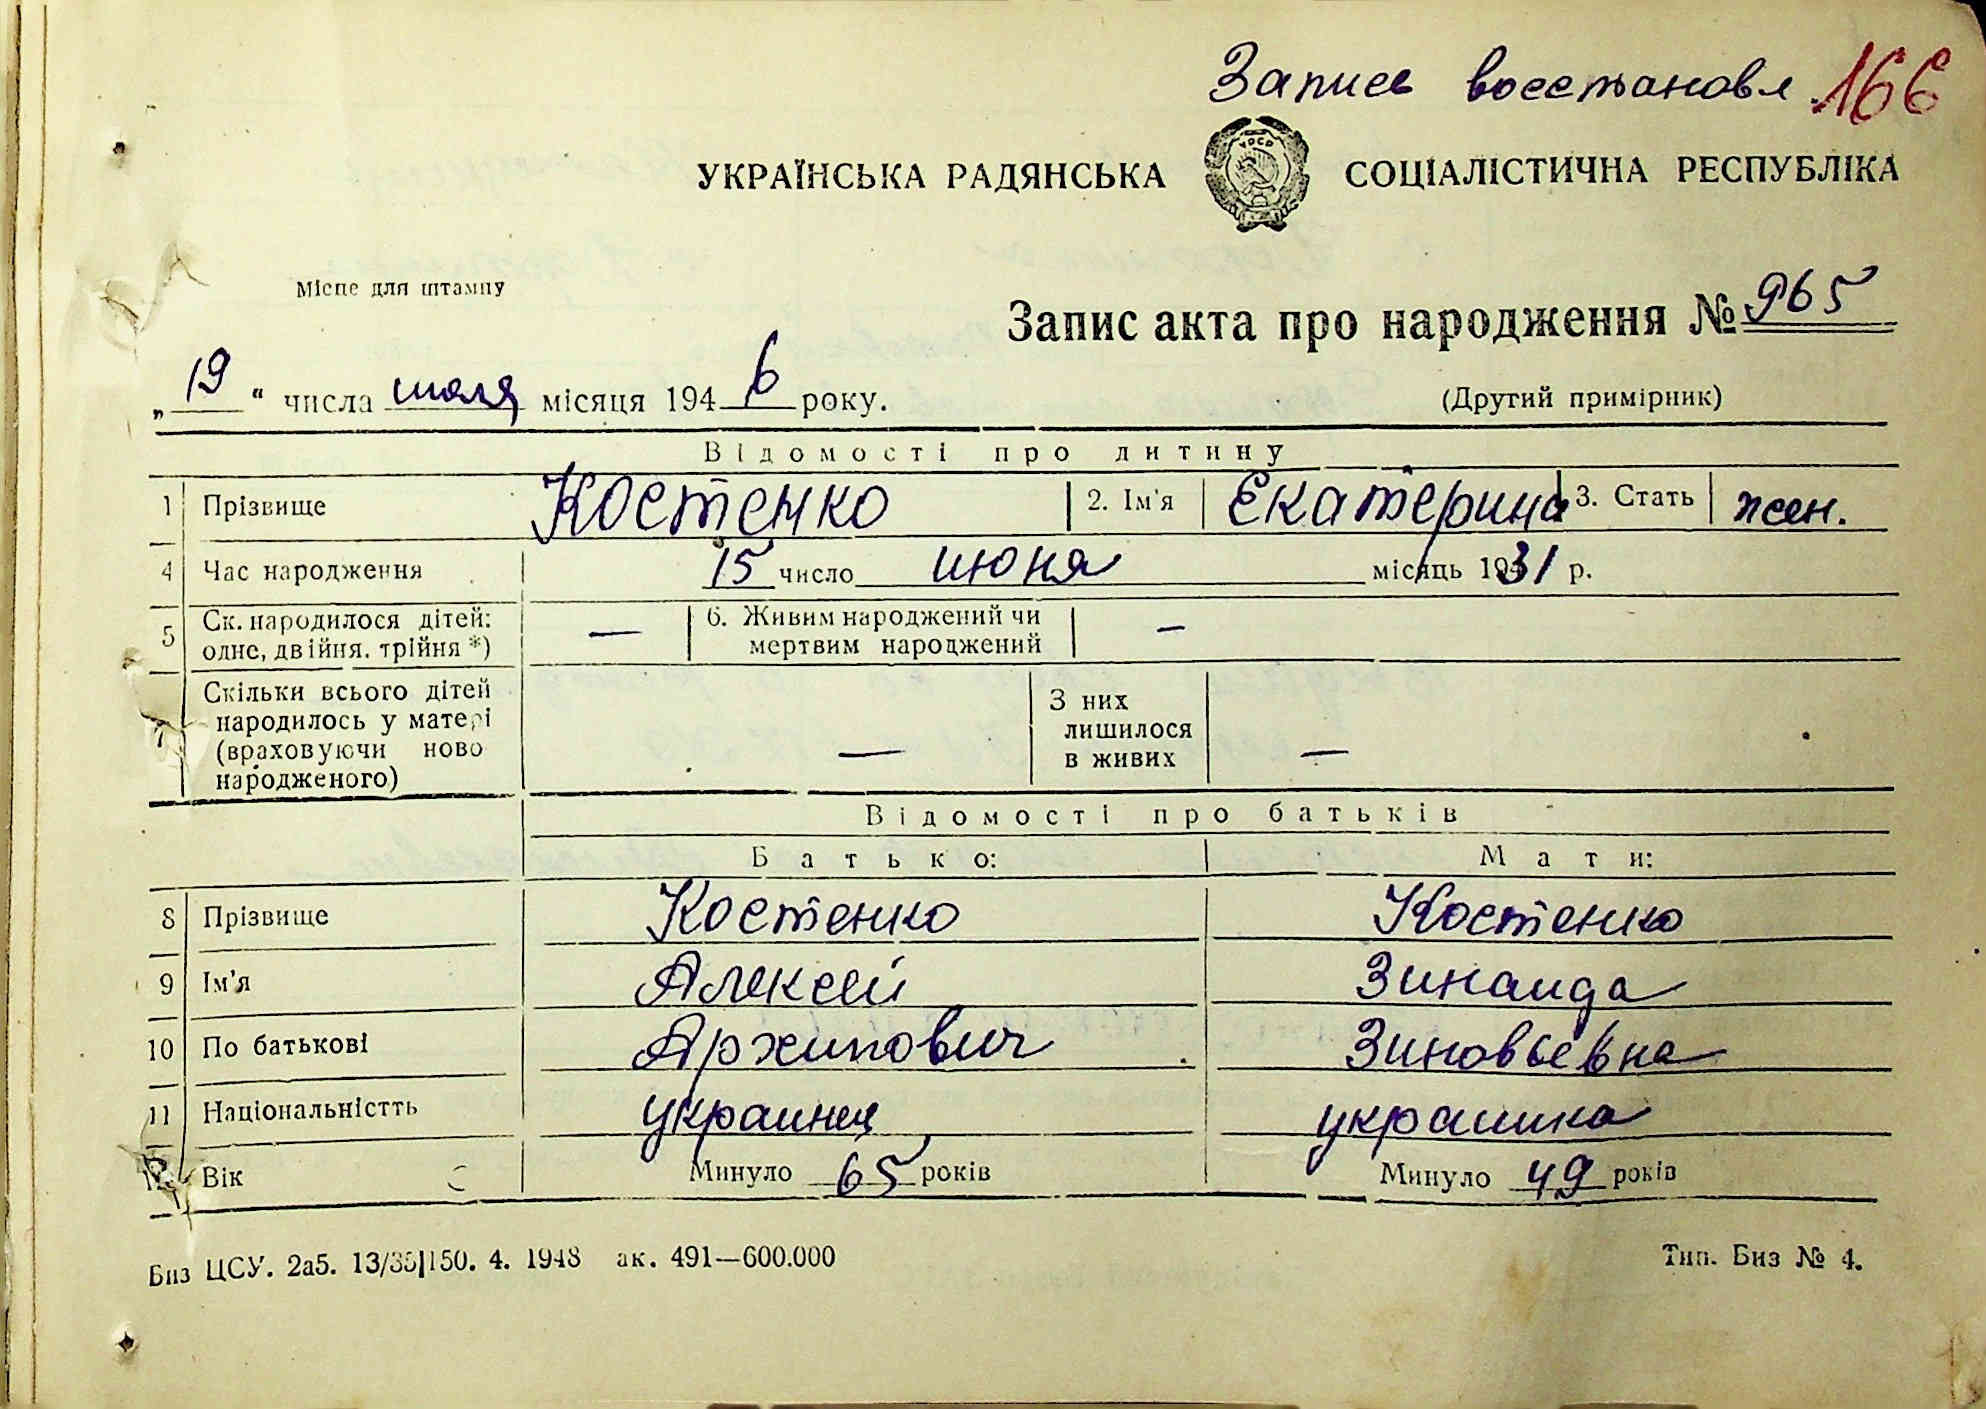 Запись восстановл. 166
УКРАЇНСЬКА РАДЯНСЬКА СОЦІАЛІСТИЧНА РЕСПУБЛІКА
Місце для штампу
Запис акта про народження № 965
„19“ числа июля місяця 1946 року.
(Другий примірник)
Відомості про дитину
1 Прізвище Костенко 2. Ім'я Екатерина 3. Стать жен.
4 Час народження 15 число июня місяць 1931 р.
5 Ск. народилося дітей: одне, двійня, трійня *) — 6. Живим народжений чи мертвим народжений —
7 Скільки всього дітей народилось у матері (враховуючи ново народженого) — З них лишилося в живих —
Відомості про батьків
Батько: Мати:
8 Прізвище Костенко Костенко
9 Ім'я Алексей Зинаида
10 По батькові Архипович Зиновьевна
11 Національністть украинец украинка
12. Вік Минуло 65 років Минуло 49 років
Биз ЦСУ. 2а5. 13/35|150. 4. 1948 ак. 491—600.000 Тип. Биз № 4.